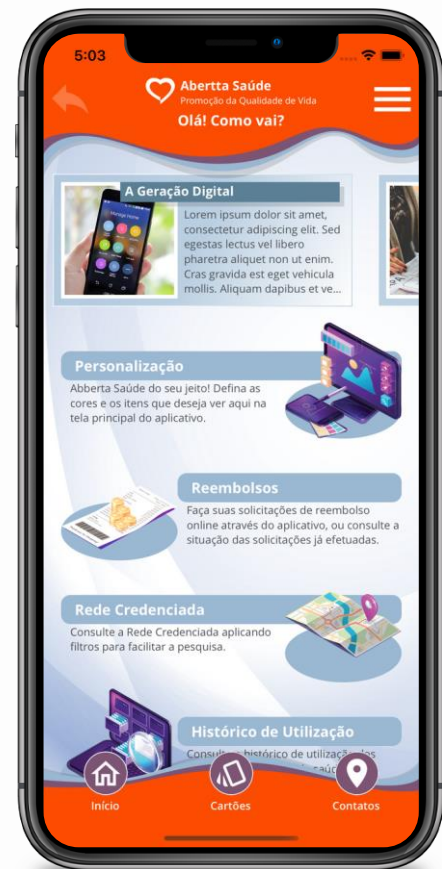 5:03
Abertta Saúde
Promoção da Qualidade de Vida
Olá! Como vai?
A Geração Digital
Lorem ipsum dolor sit amet,
consectetur adipiscing elit. Sed
egestas lectus vel libero
pharetra aliquet non ut enim.
Cras gravida est eget vehicula
mollis. Aliquam dapibus et ve...
Personalização
Abberta Saúde do seu jeito! Defina as
cores e os itens que deseja ver aqui na
tela principal do aplicativo.
Reembolsos
Faça suas solicitações de reembolso
online através do aplicativo, ou consulte a
situação das solicitações já efetuadas.
Rede Credenciada
Consulte a Rede Credenciada aplicando
filtros para facilitar a pesquisa.
Histórico de Utilização
histórico de utilização
Início
Cartões
Contatos